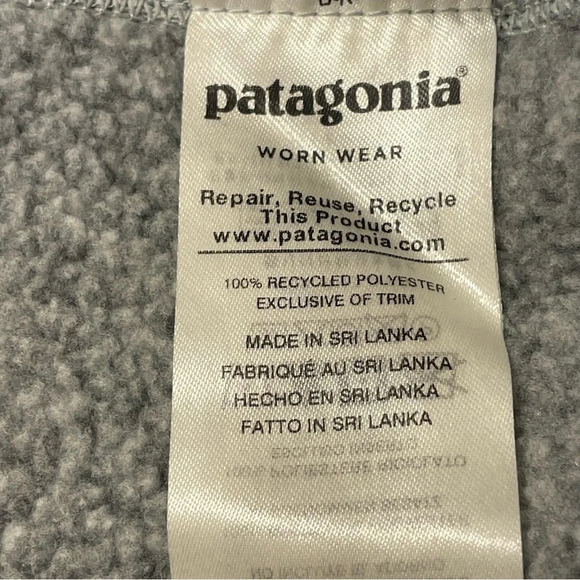 patagonia®
WORN WEAR
Repair, Reuse, Recycle
This Product
www.patagonia.com
100% RECYCLED POLYESTER
EXCLUSIVE OF TRIM
MADE IN SRI LANKA
FABRIQUÉ AU SRI LANKA
HECHO EN SRI LANKA
FATTO IN SRI LANKA